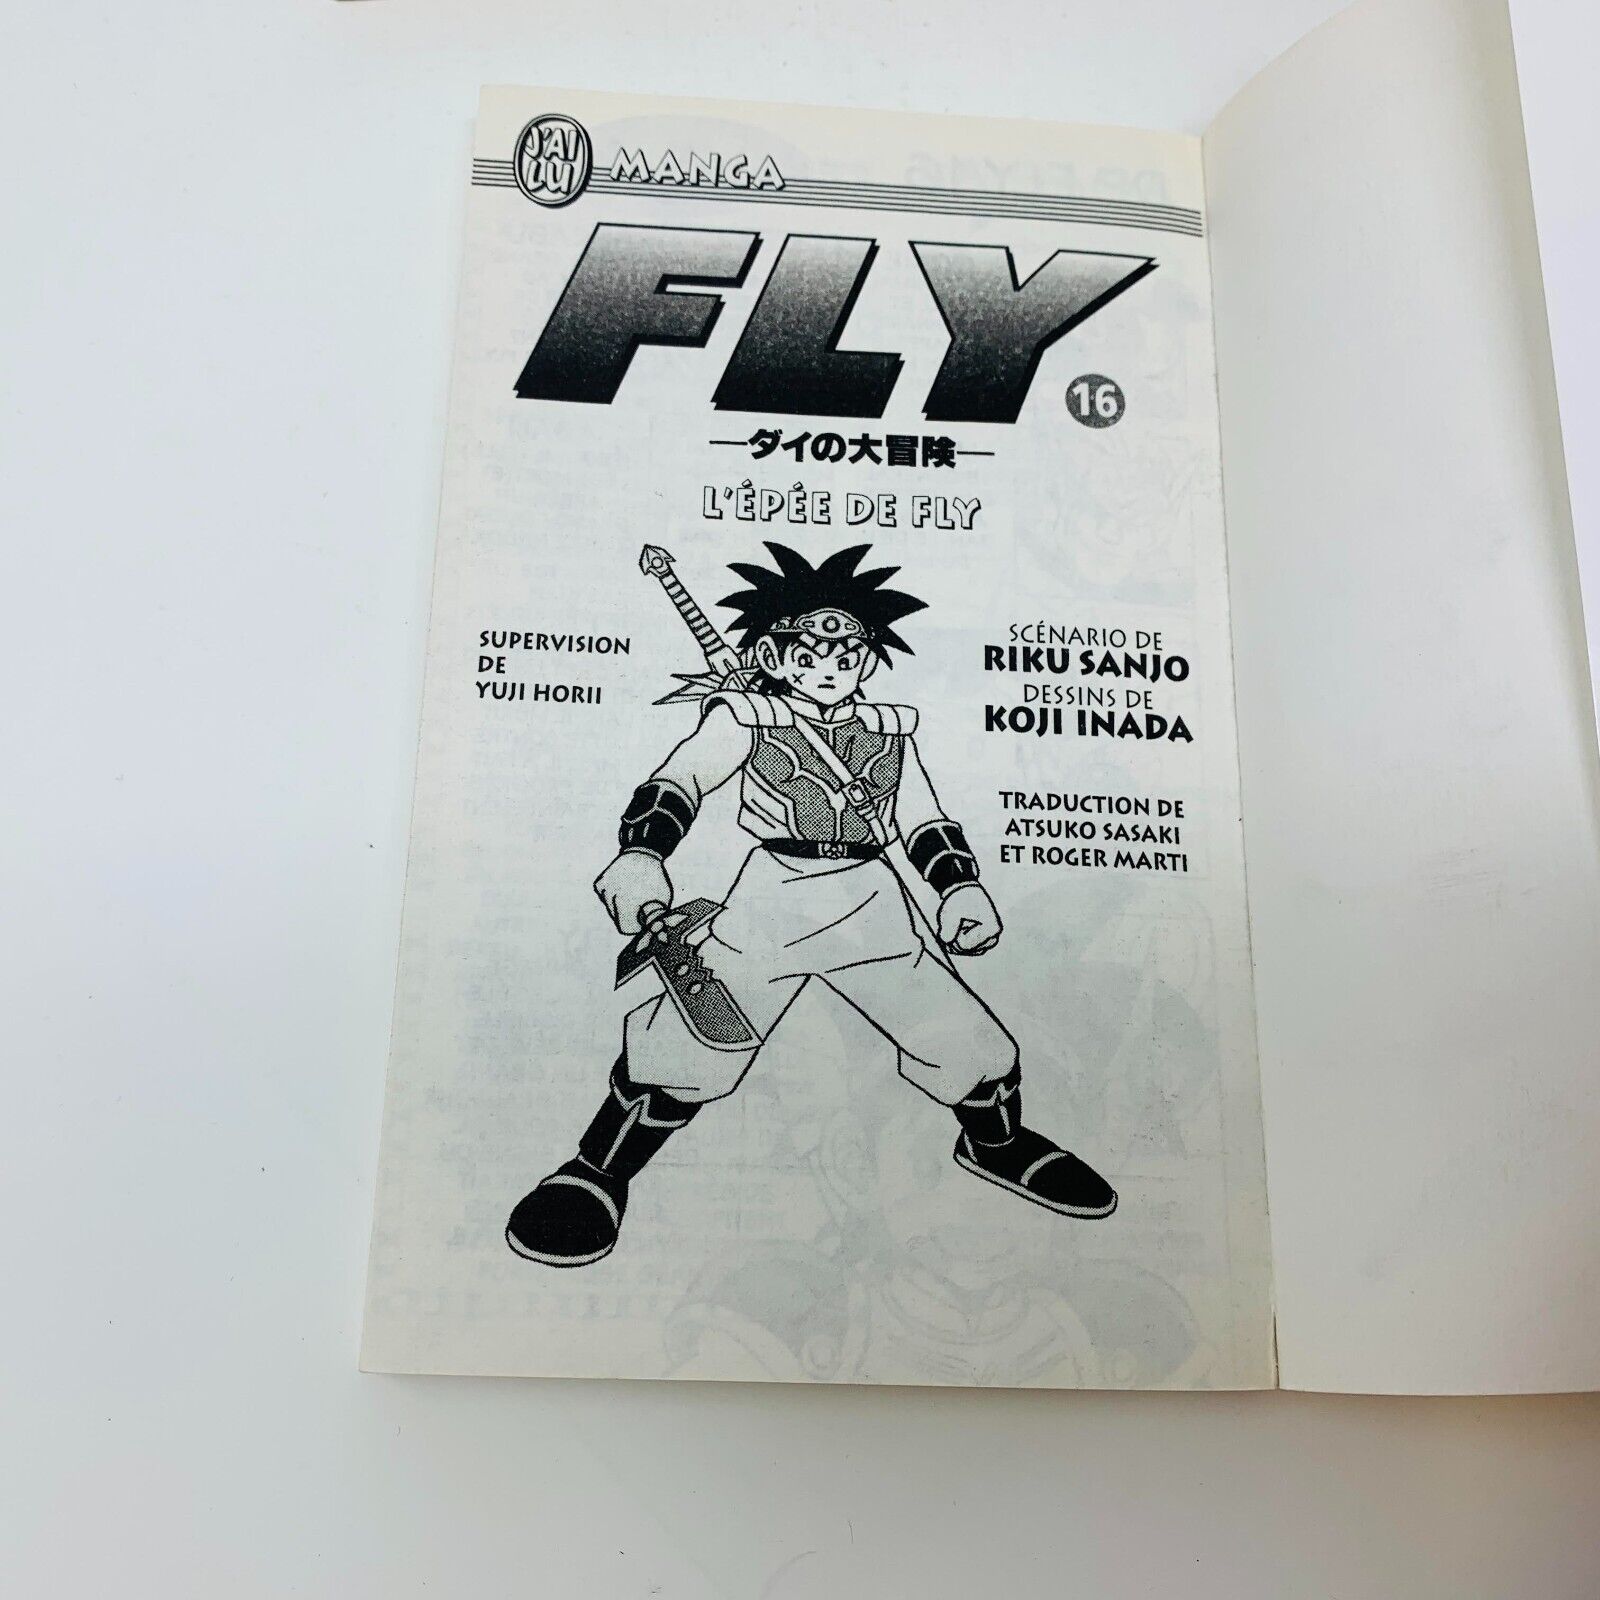 J'AI
LU
MANGA
FLY
16
—ダイの大冒険—
L'ÉPÉE DE FLY
SUPERVISION
DE
YUJI HORII
SCÉNARIO DE
RIKU SANJO
DESSINS DE
KOJI INADA
TRADUCTION DE
ATSUKO SASAKI
ET ROGER MARTI